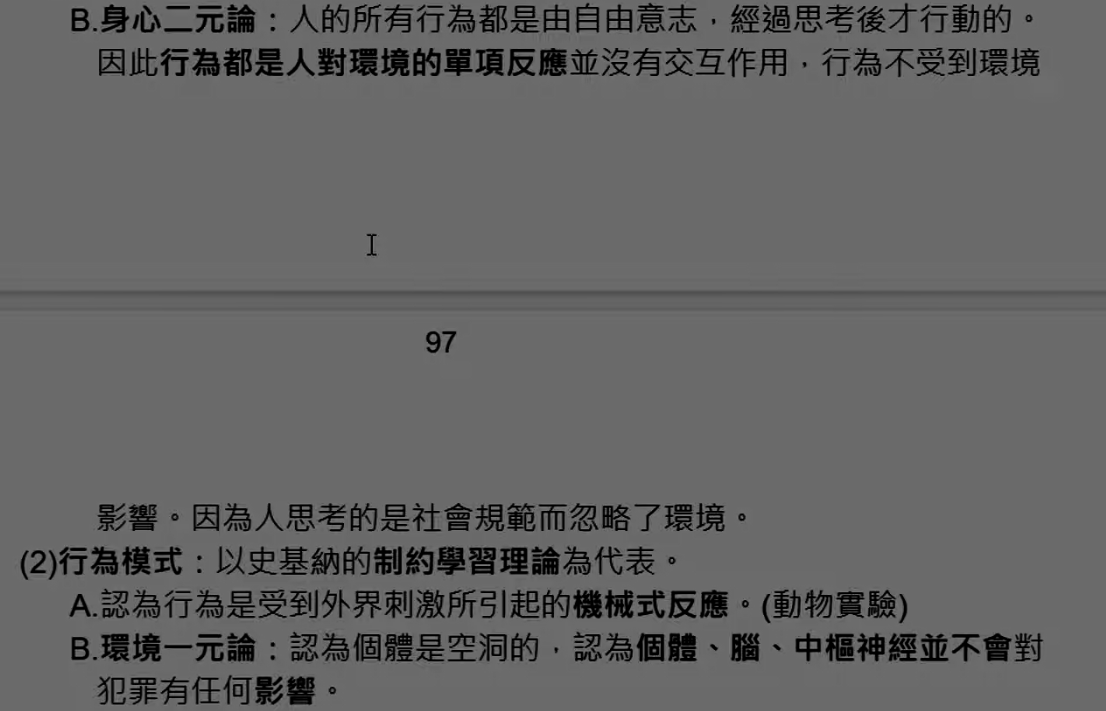 B.身心二元論：人的所有行為都是由自由意志，經過思考後才行動的。
因此行為都是人對環境的單項反應並沒有交互作用，行為不受到環境
97
影響。因為人思考的是社會規範而忽略了環境。
(2)行為模式：以史基納的制約學習理論為代表。
A.認為行為是受到外界刺激所引起的機械式反應。(動物實驗)
B.環境一元論：認為個體是空洞的，認為個體、腦、中樞神經並不會對
犯罪有任何影響。